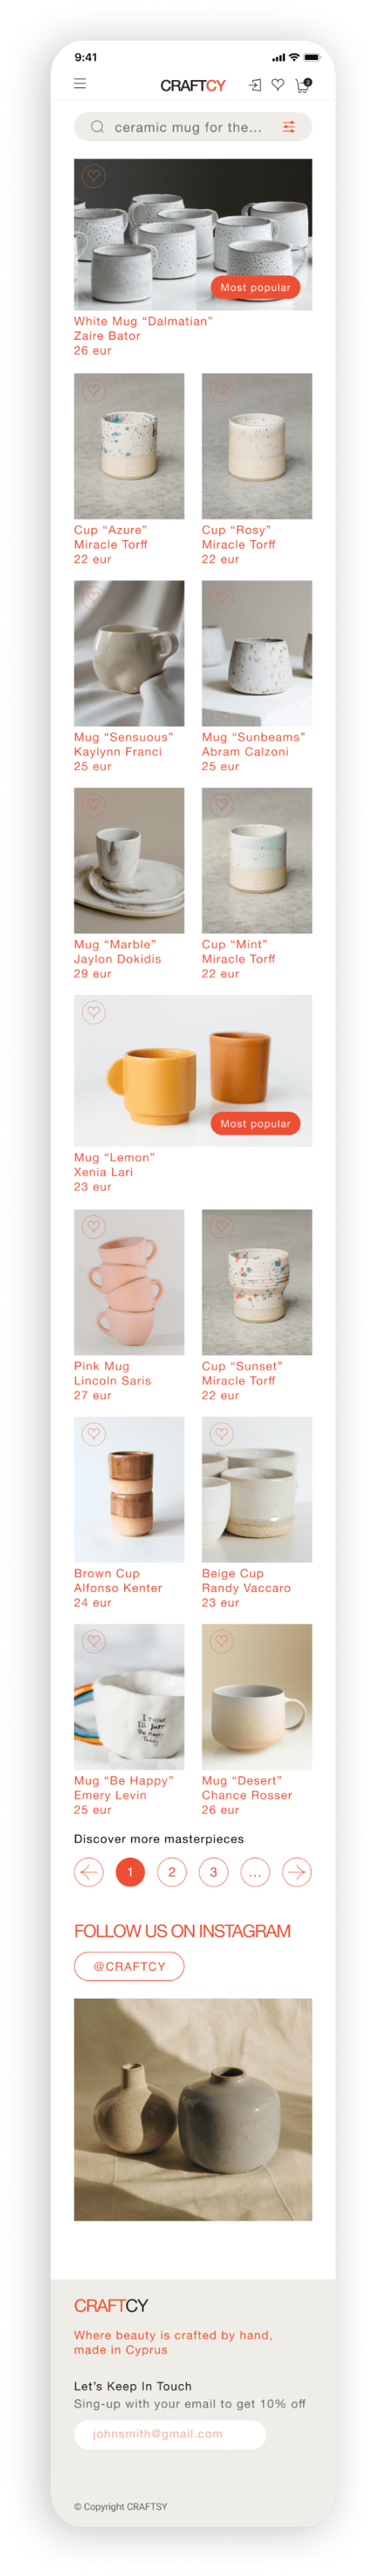 9:41
CRAFTCY
2
ceramic mug for the...
Most popular
White Mug “Dalmatian”
Zaire Bator
26 eur
Cup “Azure”
Miracle Torff
22 eur
Cup “Rosy”
Miracle Torff
22 eur
Mug “Sensuous”
Kaylynn Franci
25 eur
Mug “Sunbeams”
Abram Calzoni
25 eur
Mug “Marble”
Jaylon Dokidis
29 eur
Cup “Mint”
Miracle Torff
22 eur
Most popular
Mug “Lemon”
Xenia Lari
23 eur
Pink Mug
Lincoln Saris
27 eur
Cup “Sunset”
Miracle Torff
22 eur
Brown Cup
Alfonso Kenter
24 eur
Beige Cup
Randy Vaccaro
23 eur
Be Happy
Today
Mug “Be Happy”
Emery Levin
25 eur
Mug “Desert”
Chance Rosser
26 eur
Discover more masterpieces
1 2 3 ...
FOLLOW US ON INSTAGRAM
@CRAFTCY
CRAFTCY
Where beauty is crafted by hand,
made in Cyprus
Let’s Keep In Touch
Sing-up with your email to get 10% off
johnsmith@gmail.com
© Copyright CRAFTSY